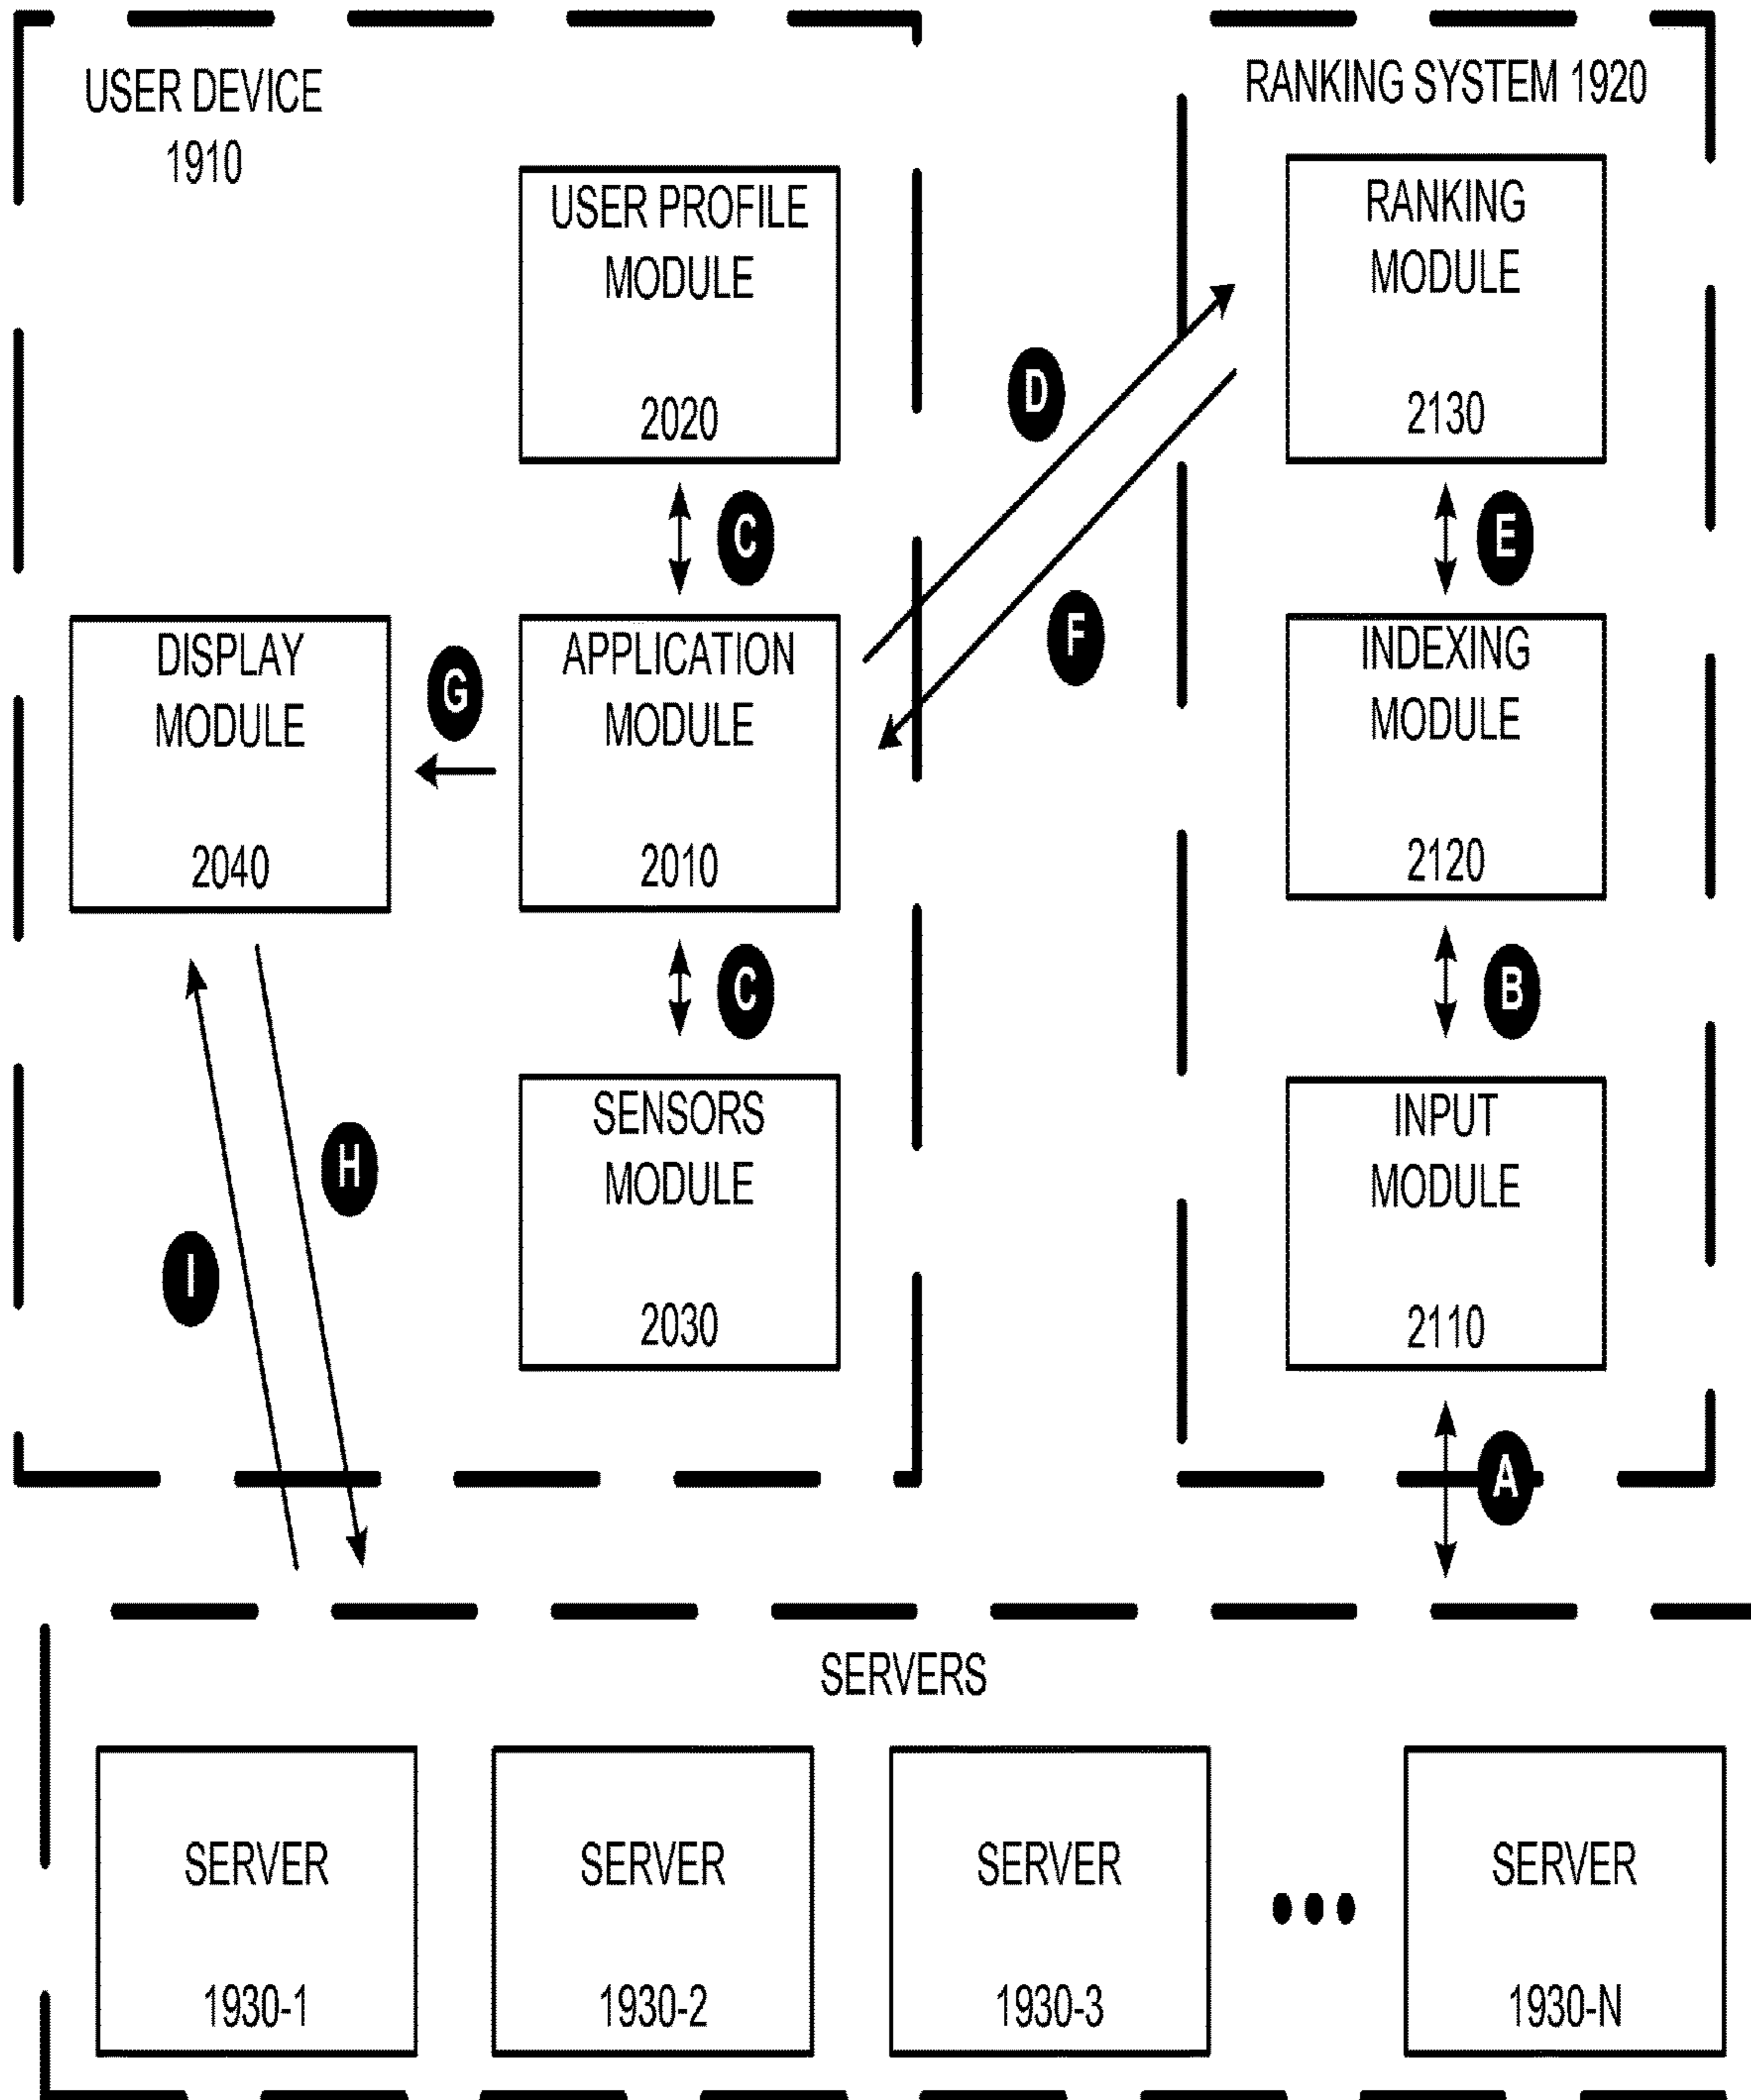 USER DEVICE
1910
RANKING SYSTEM 1920
USER PROFILE
MODULE
2020
RANKING
MODULE
2130
D
C
E
F
DISPLAY
MODULE
2040
G
APPLICATION
MODULE
2010
INDEXING
MODULE
2120
C
B
SENSORS
MODULE
2030
INPUT
MODULE
2110
H
I
A
SERVERS
SERVER
1930-1
SERVER
1930-2
SERVER
1930-3
SERVER
1930-N